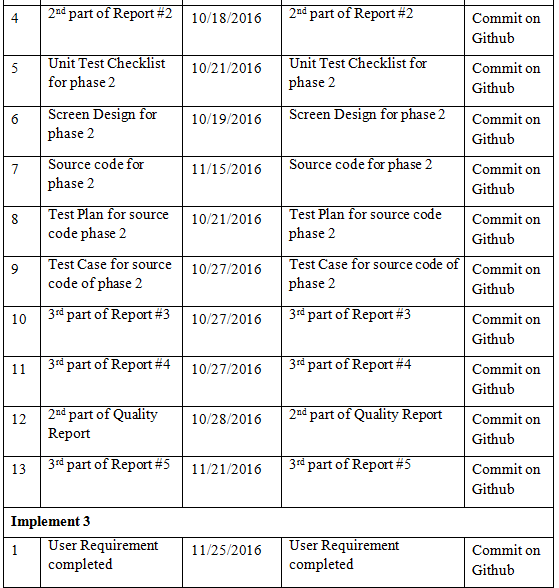 4 2nd part of Report #2 10/18/2016 2nd part of Report #2 Commit on
Github
5 Unit Test Checklist 10/21/2016 Unit Test Checklist for Commit on
for phase 2 phase 2 Github
6 Screen Design for 10/19/2016 Screen Design for phase 2 Commit on
phase 2 Github
7 Source code for 11/15/2016 Source code for phase 2 Commit on
phase 2 Github
8 Test Plan for source 10/21/2016 Test Plan for source code Commit on
code phase 2 phase 2 Github
9 Test Case for source 10/27/2016 Test Case for source code of Commit on
code of phase 2 phase 2 Github
10 3rd part of Report #3 10/27/2016 3rd part of Report #3 Commit on
Github
11 3rd part of Report #4 10/27/2016 3rd part of Report #4 Commit on
Github
12 2nd part of Quality 10/28/2016 2nd part of Quality Report Commit on
Report Github
13 3rd part of Report #5 11/21/2016 3rd part of Report #5 Commit on
Github
Implement 3
1 User Requirement 11/25/2016 User Requirement Commit on
completed completed Github